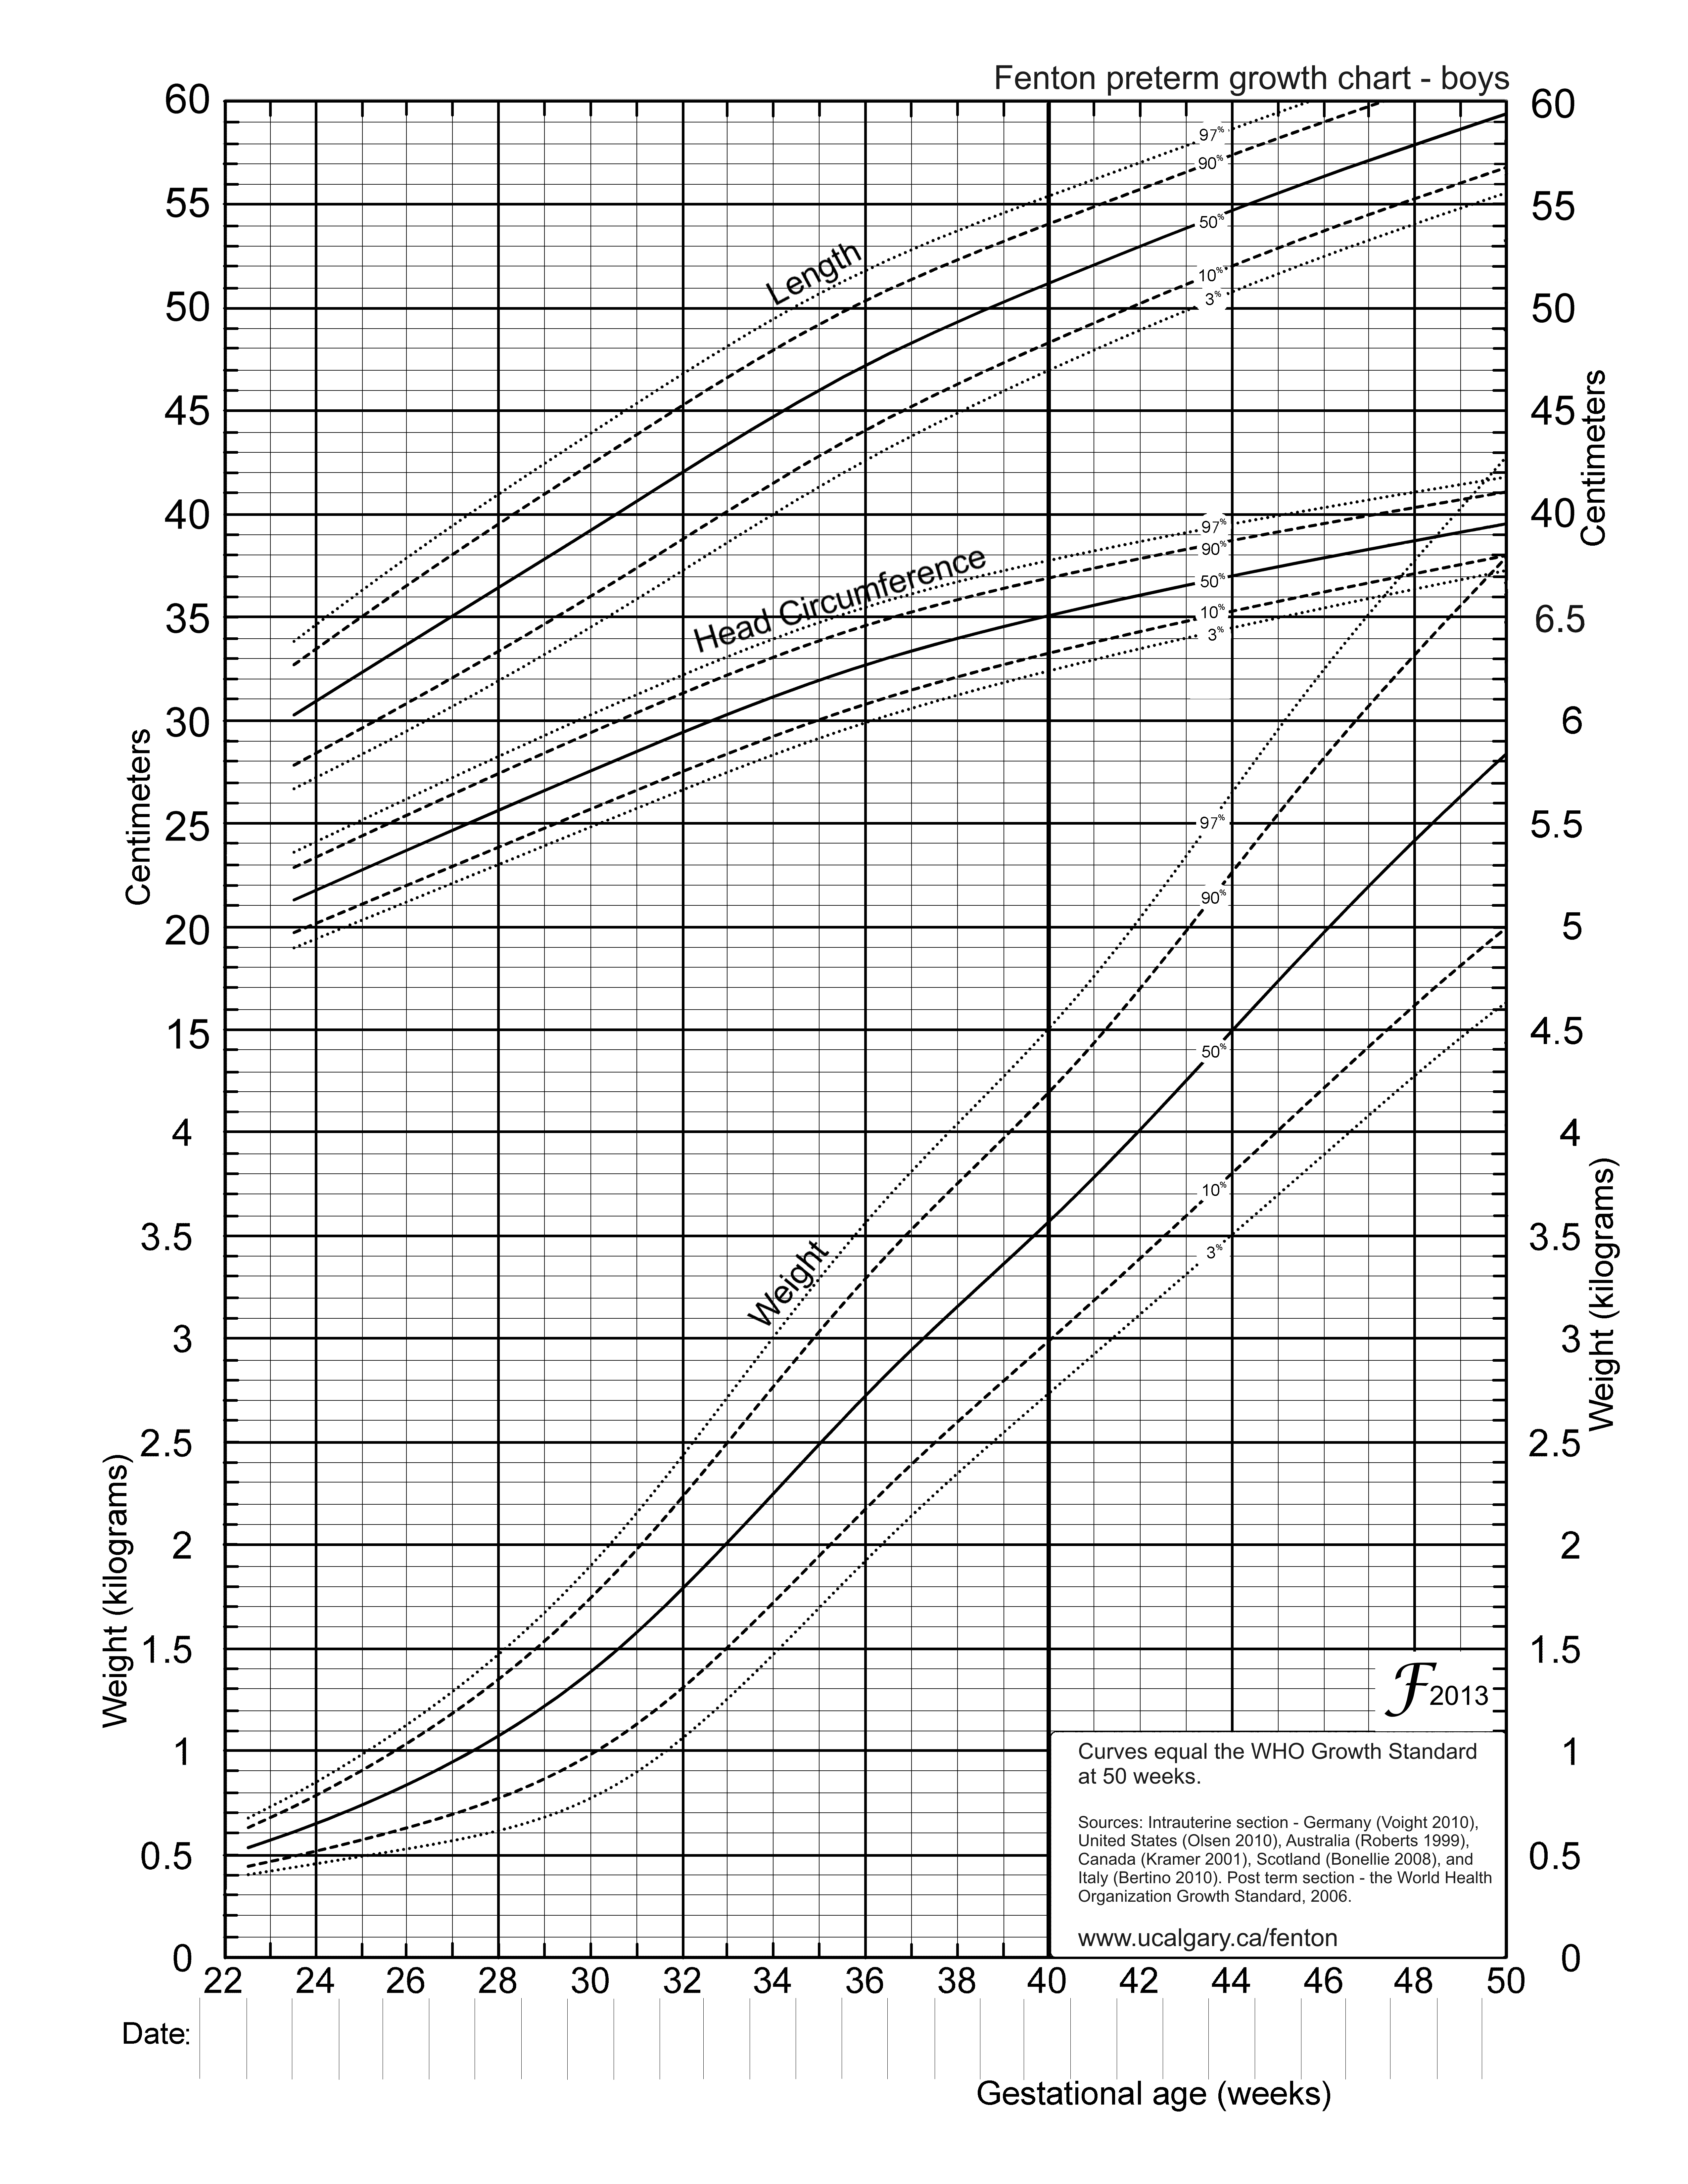 Fenton preterm growth chart - boys
60
55
50
45
40
35
30
25
20
15
4
3.5
3
2.5
2
1.5
1
0.5
0
Centimeters
Weight (kilograms)
60
55
50
45
40
6.5
6
5.5
5
4.5
4
3.5
3
2.5
2
1.5
1
0.5
0
Centimeters
Weight (kilograms)
Length
97%
90%
50%
10%
3%
Head Circumference
97%
90%
50%
10%
3%
Weight
97%
90%
50%
10%
3%
F 2013
Curves equal the WHO Growth Standard
at 50 weeks.
Sources: Intrauterine section - Germany (Voight 2010),
United States (Olsen 2010), Australia (Roberts 1999),
Canada (Kramer 2001), Scotland (Bonellie 2008), and
Italy (Bertino 2010). Post term section - the World Health
Organization Growth Standard, 2006.
www.ucalgary.ca/fenton
22 24 26 28 30 32 34 36 38 40 42 44 46 48 50
Date:
Gestational age (weeks)